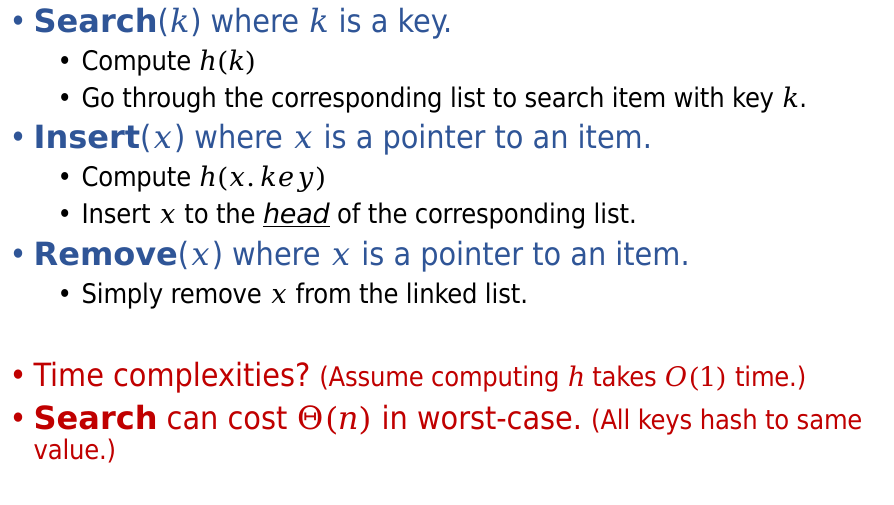 • Search(k) where k is a key.
• Compute h(k)
• Go through the corresponding list to search item with key k.
• Insert(x) where x is a pointer to an item.
• Compute h(x.key)
• Insert x to the head of the corresponding list.
• Remove(x) where x is a pointer to an item.
• Simply remove x from the linked list.
• Time complexities? (Assume computing h takes O(1) time.)
• Search can cost Θ(n) in worst-case. (All keys hash to same
value.)